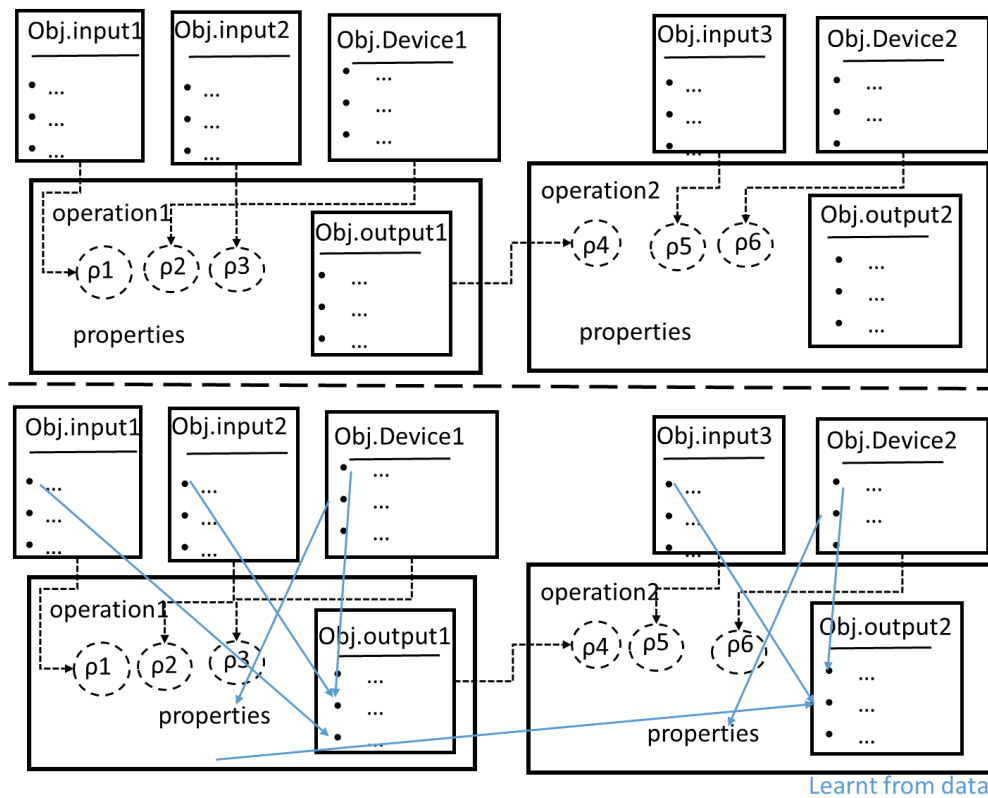 Obj.input1
Obj.input2
Obj.Device1
Obj.input3
Obj.Device2
• ...
• ...
• ...
• ...
• ...
• ...
• ...
• ...
• ...
• ...
• ...
• ...
• ...
• ...
•
operation1
ρ1
ρ2
ρ3
properties
Obj.output1
• ...
• ...
• ...
operation2
ρ4
ρ5
ρ6
properties
Obj.output2
• ...
• ...
• ...
Obj.input1
Obj.input2
Obj.Device1
Obj.input3
Obj.Device2
• ...
• ...
• ...
• ...
• ...
• ...
• ...
• ...
• ...
• ...
• ...
• ...
• ...
• ...
•
operation1
ρ1
ρ2
ρ3
properties
Obj.output1
• ...
• ...
• ...
operation2
ρ4
ρ5
ρ6
properties
Obj.output2
• ...
• ...
• ...
Learnt from data